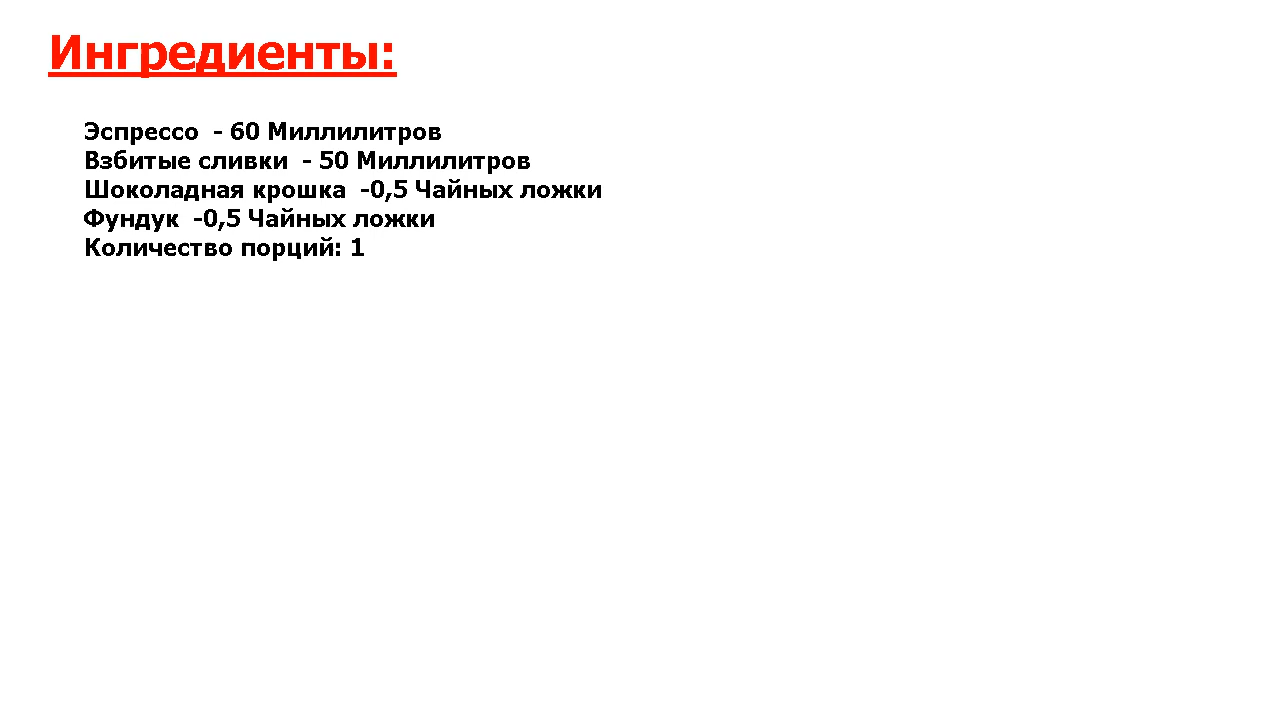 Ингредиенты:
Эспрессо  - 60 Миллилитров
Взбитые сливки  - 50 Миллилитров
Шоколадная крошка  -0,5 Чайных ложки
Фундук  -0,5 Чайных ложки
Количество порций: 1